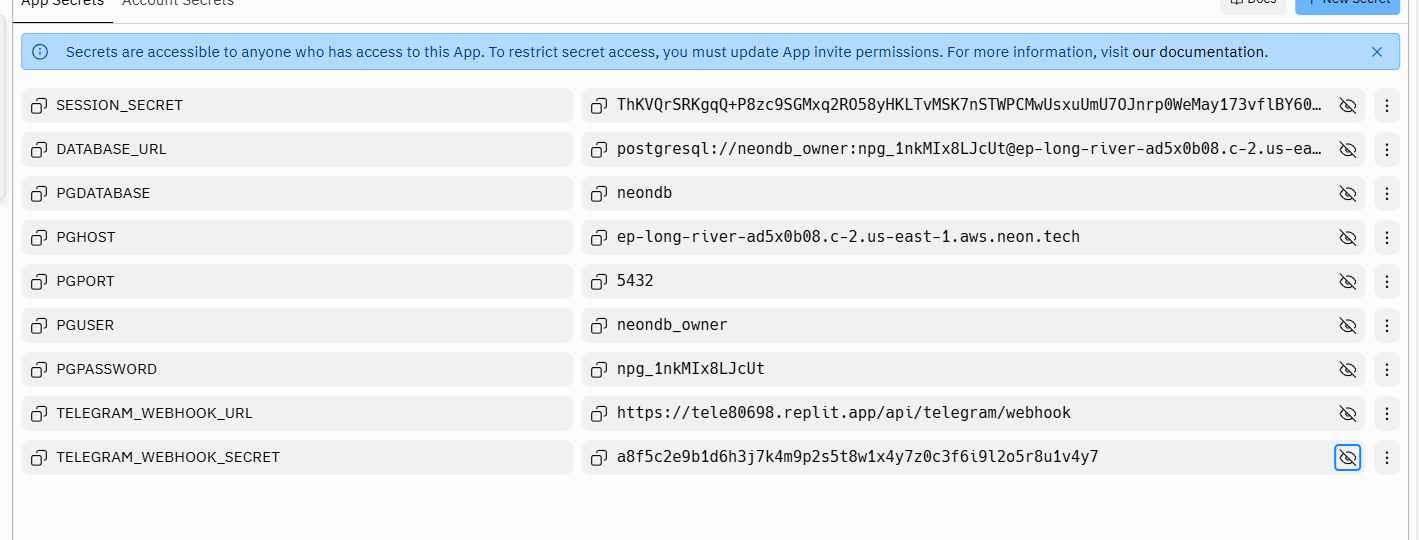 App Secrets Account Secrets Docs New Secret
Secrets are accessible to anyone who has access to this App. To restrict secret access, you must update App invite permissions. For more information, visit our documentation.
SESSION_SECRET ThKVQrSRKgqQ+P8zc9SGMxq2RO58yHKLTvMSK7nSTWPCMwUsxuUmU7OJnrp0WeMay173vflBY60…
DATABASE_URL postgresql://neondb_owner:npg_1nkMIx8LJcUt@ep-long-river-ad5x0b08.c-2.us-ea…
PGDATABASE neondb
PGHOST ep-long-river-ad5x0b08.c-2.us-east-1.aws.neon.tech
PGPORT 5432
PGUSER neondb_owner
PGPASSWORD npg_1nkMIx8LJcUt
TELEGRAM_WEBHOOK_URL https://tele80698.replit.app/api/telegram/webhook
TELEGRAM_WEBHOOK_SECRET a8f5c2e9b1d6h3j7k4m9p2s5t8w1x4y7z0c3f6i9l2o5r8u1v4y7